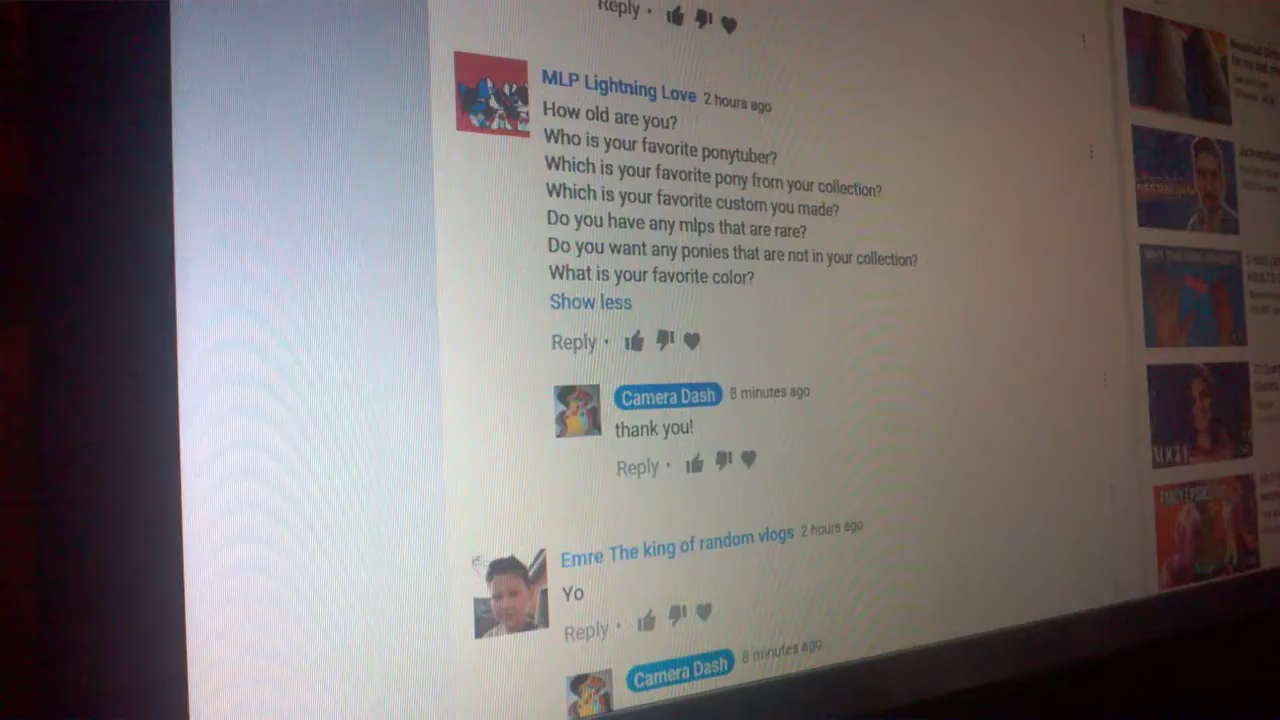 Reply
MLP Lightning Love 2 hours ago
How old are you?
Who is your favorite ponytuber?
Which is your favorite pony from your collection?
Which is your favorite custom you made?
Do you have any mlps that are rare?
Do you want any ponies that are not in your collection?
What is your favorite color?
Show less
Reply
Camera Dash 8 minutes ago
thank you!
Reply
Emre The king of random vlogs 2 hours ago
Yo
Reply
Camera Dash 8 minutes ago
VOGUE